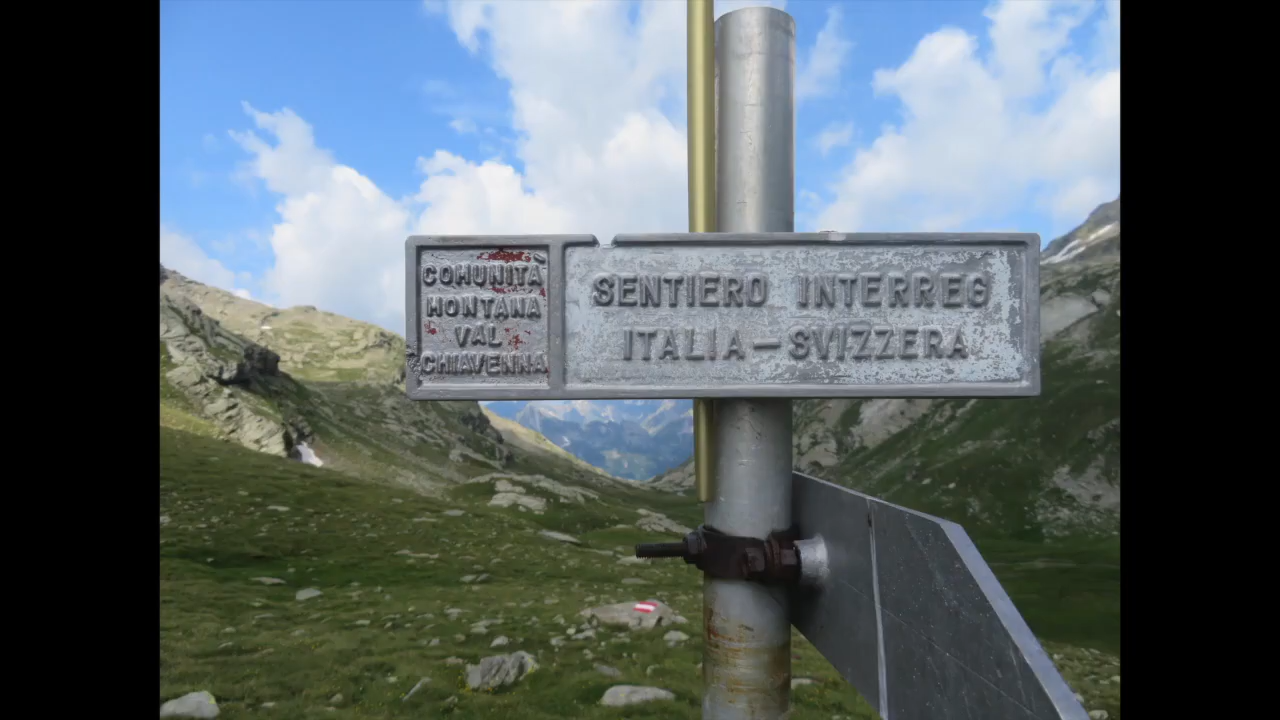 COMUNITÀ
MONTANA
VAL
CHIAVENNA
SENTIERO INTERREG
ITALIA-SVIZZERA